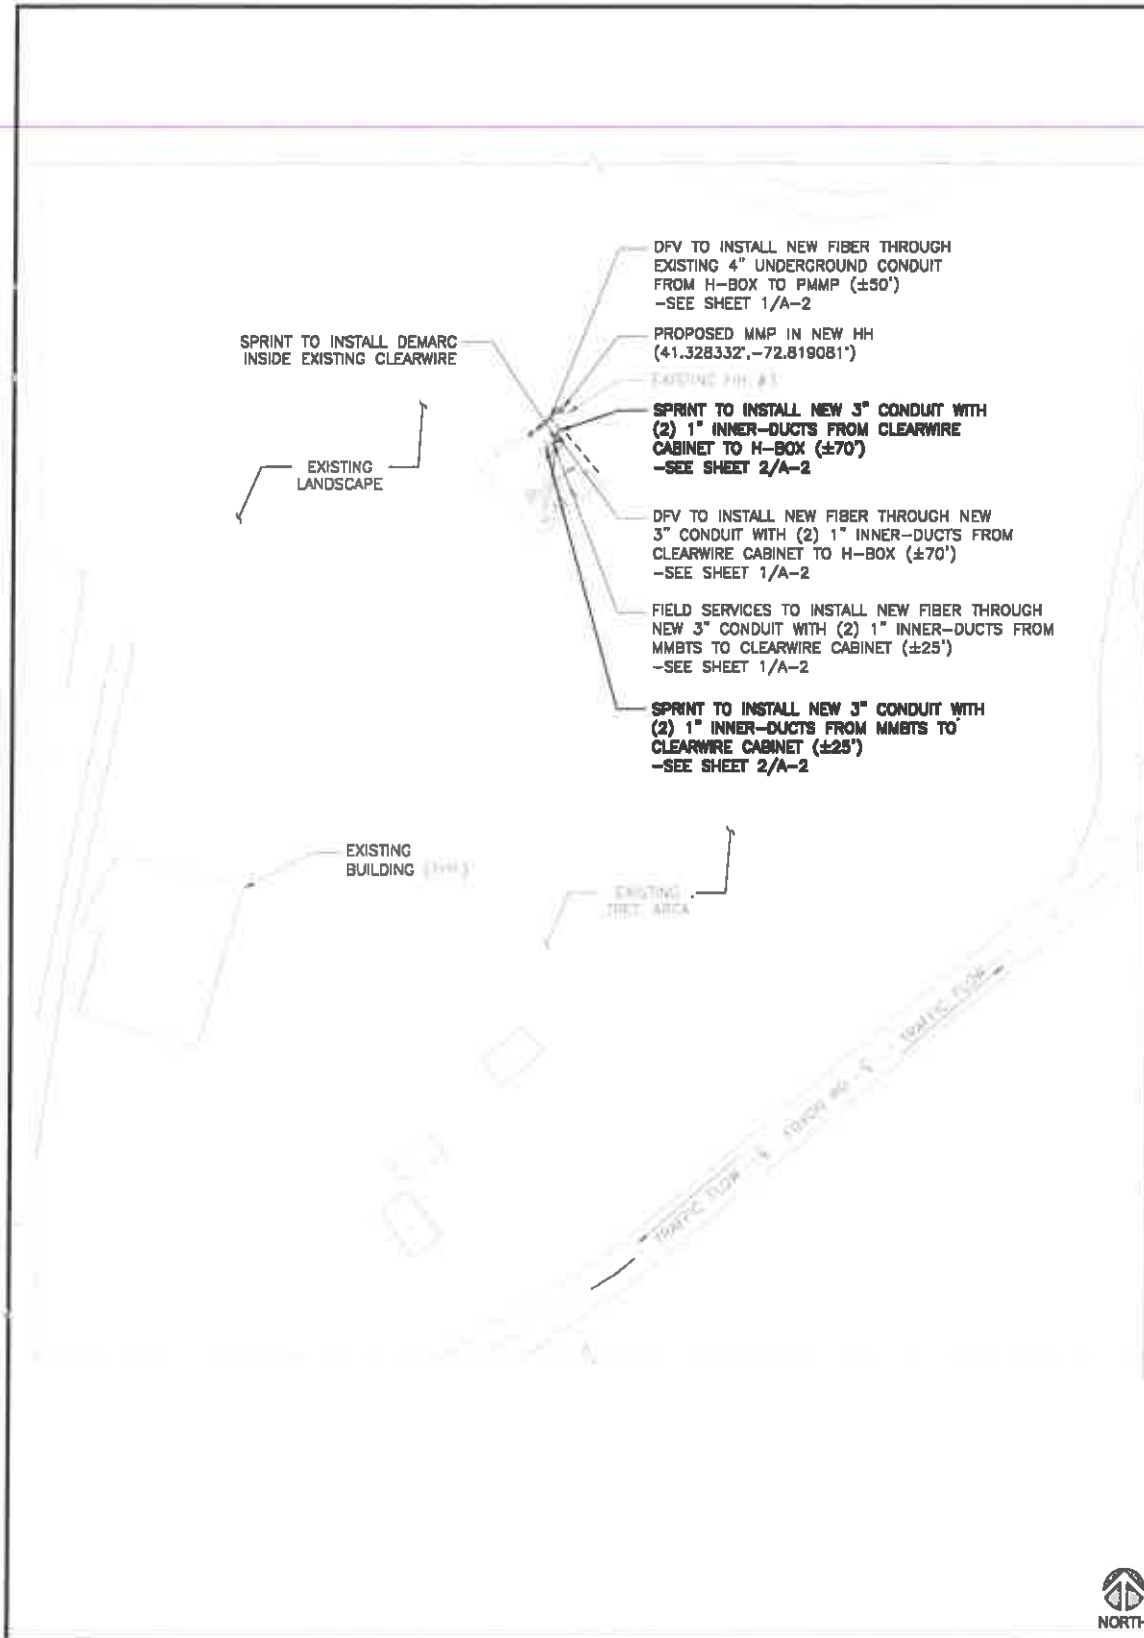 DFV TO INSTALL NEW FIBER THROUGH
EXISTING 4" UNDERGROUND CONDUIT
FROM H-BOX TO PMMP (±50')
-SEE SHEET 1/A-2
SPRINT TO INSTALL DEMARC
INSIDE EXISTING CLEARWIRE
PROPOSED MMP IN NEW HH
(41.328332°,-72.819081°)
EXISTING HH
SPRINT TO INSTALL NEW 3" CONDUIT WITH
(2) 1" INNER-DUCTS FROM CLEARWIRE
CABINET TO H-BOX (±70')
-SEE SHEET 2/A-2
EXISTING
LANDSCAPE
DFV TO INSTALL NEW FIBER THROUGH NEW
3" CONDUIT WITH (2) 1" INNER-DUCTS FROM
CLEARWIRE CABINET TO H-BOX (±70')
-SEE SHEET 1/A-2
FIELD SERVICES TO INSTALL NEW FIBER THROUGH
NEW 3" CONDUIT WITH (2) 1" INNER-DUCTS FROM
MMBTS TO CLEARWIRE CABINET (±25')
-SEE SHEET 1/A-2
SPRINT TO INSTALL NEW 3" CONDUIT WITH
(2) 1" INNER-DUCTS FROM MMBTS TO
CLEARWIRE CABINET (±25')
-SEE SHEET 2/A-2
EXISTING
BUILDING
EXISTING
TREE AREA
TRAFFIC FLOW
TRAFFIC FLOW
NORTH